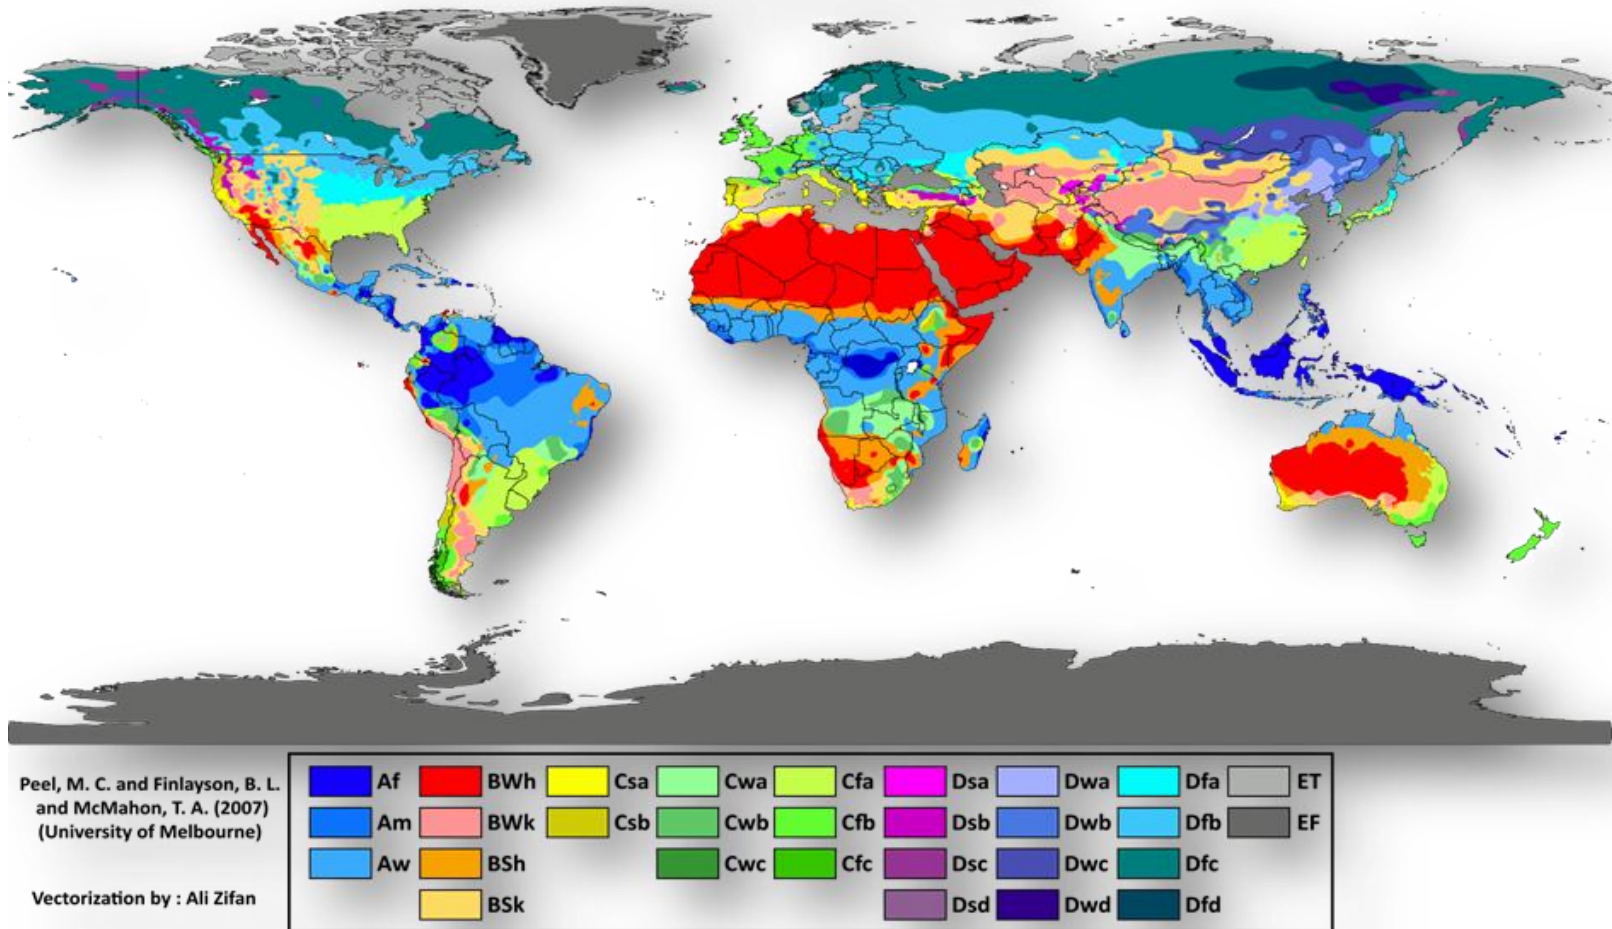 Peel, M. C. and Finlayson, B. L.
and McMahon, T. A. (2007)
(University of Melbourne)
Vectorization by : Ali Zifan
Af BWh Csa Cwa Cfa Dsa Dwa Dfa ET
Am BWk Csb Cwb Cfb Dsb Dwb Dfb EF
Aw BSh Cwc Cfc Dsc Dwc Dfc
BSk Dsd Dwd Dfd